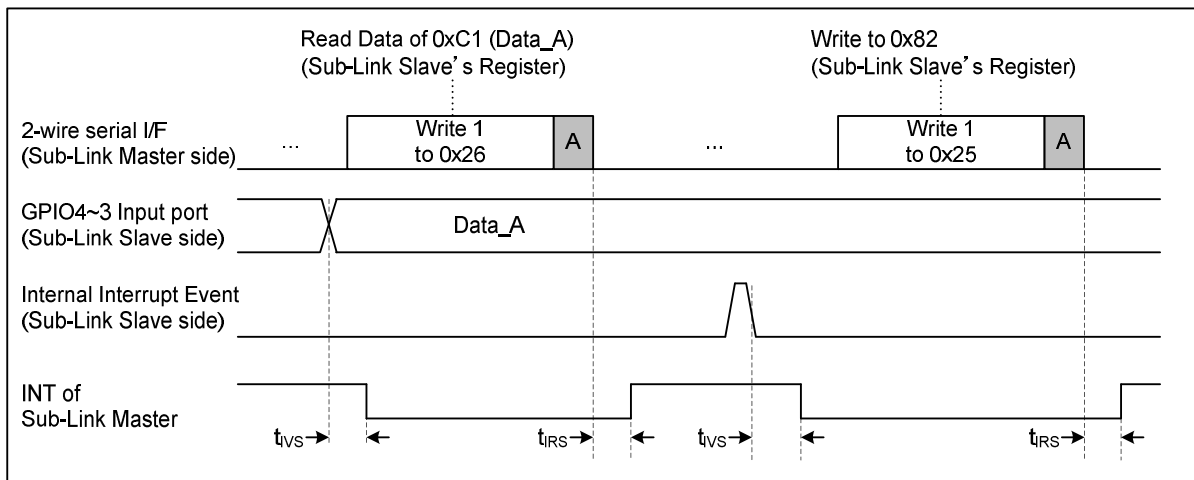 Read Data of 0xC1 (Data_A)
(Sub-Link Slave’s Register)
Write to 0x82
(Sub-Link Slave’s Register)
2-wire serial I/F
(Sub-Link Master side)
...
Write 1
to 0x26
A
...
Write 1
to 0x25
A
GPIO4~3 Input port
(Sub-Link Slave side)
Data_A
Internal Interrupt Event
(Sub-Link Slave side)
INT of
Sub-Link Master
tIVS
tIRS
tIVS
tIRS